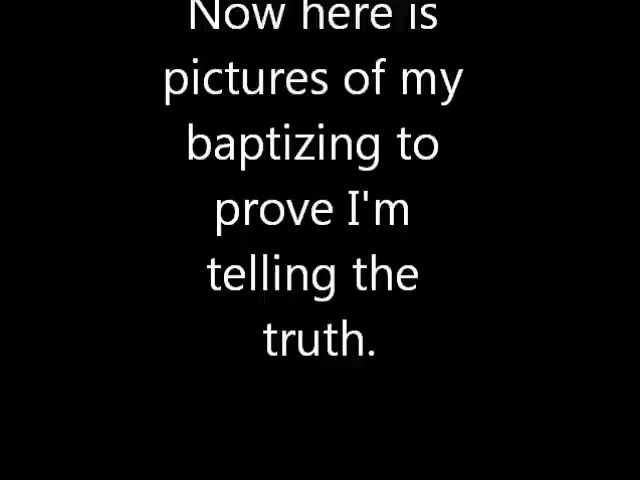 Now here is
pictures of my
baptizing to
prove I'm
telling the
truth.